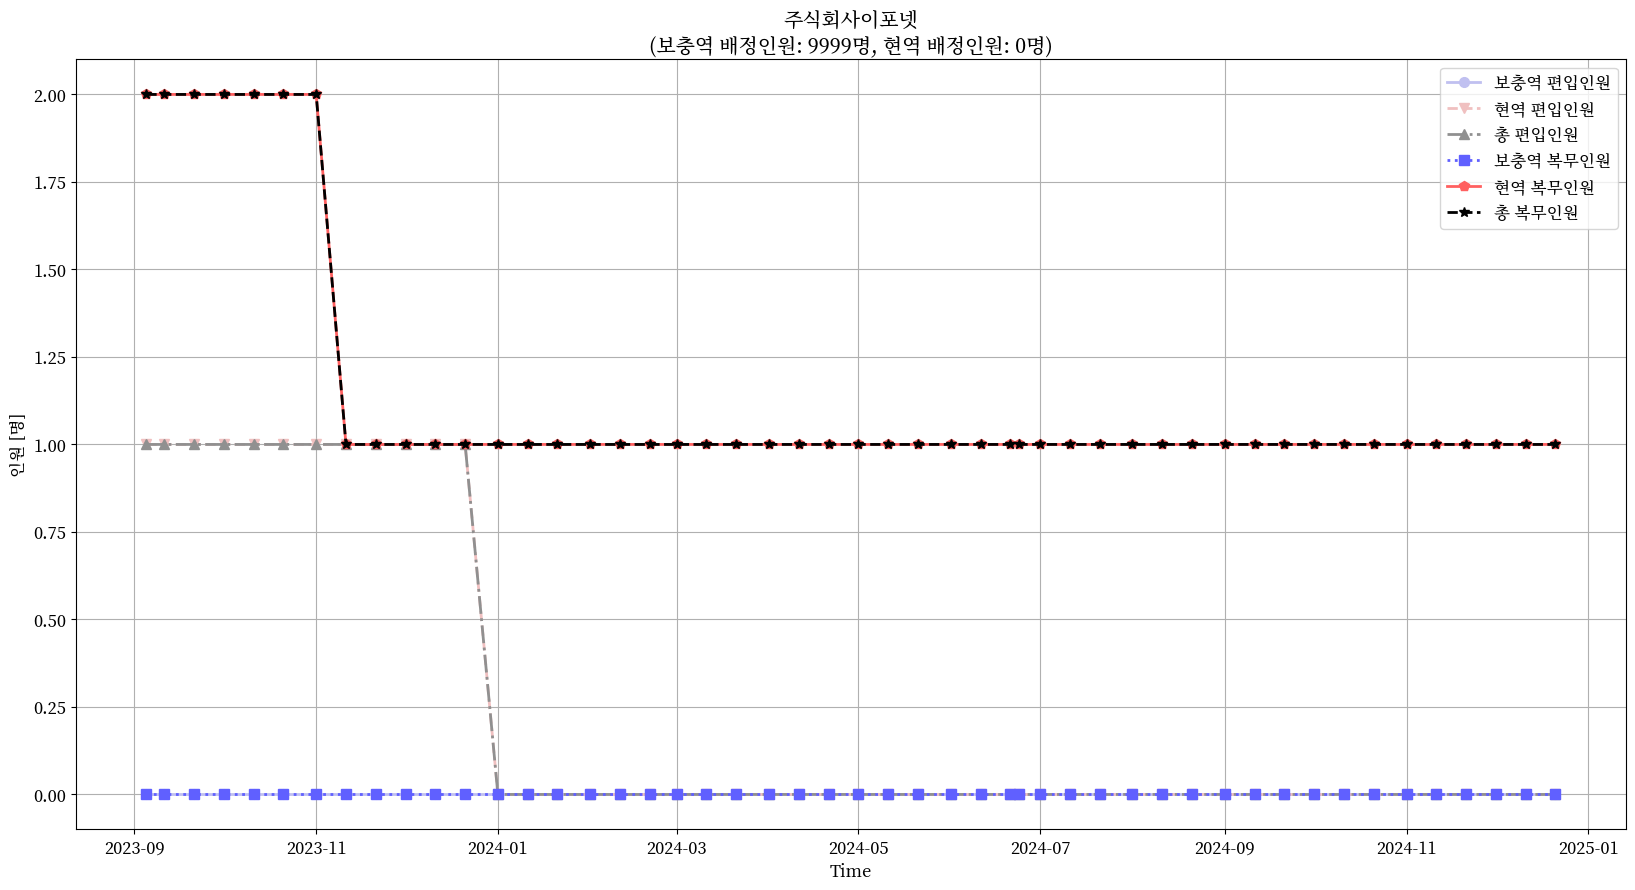 주식회사이포넷
(보충역 배정인원: 9999명, 현역 배정인원: 0명)
보충역 편입인원
현역 편입인원
총 편입인원
보충역 복무인원
현역 복무인원
총 복무인원
2.00
1.75
1.50
1.25
1.00
0.75
0.50
0.25
0.00
인원 [명]
2023-09
2023-11
2024-01
2024-03
2024-05
2024-07
2024-09
2024-11
2025-01
Time